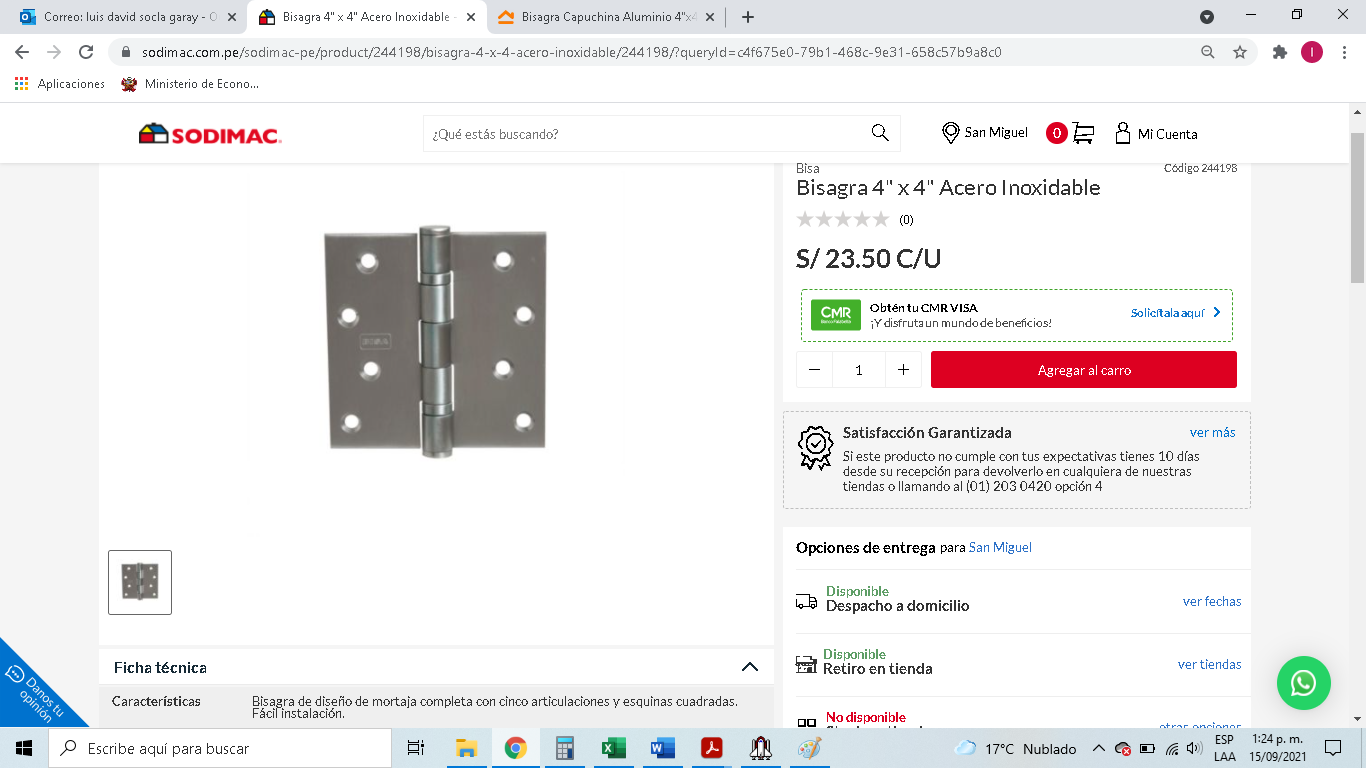 Correo: luis david socla garay - O
Bisagra 4" x 4" Acero Inoxidable
Bisagra Capuchina Aluminio 4"x4
sodimac.com.pe/sodimac-pe/product/244198/bisagra-4-x-4-acero-inoxidable/244198/?queryId=c4f675e0-79b1-468c-9e31-658c57b9a8c0
I
Aplicaciones
Ministerio de Econo...
SODIMAC
¿Qué estás buscando?
San Miguel
0
Mi Cuenta
Bisa
Código 244198
Bisagra 4" x 4" Acero Inoxidable
(0)
S/ 23.50 C/U
CMR
Banco Falabella
Obtén tu CMR VISA
¡Y disfruta un mundo de beneficios!
Solicítala aquí
1
Agregar al carro
BISA
Satisfacción Garantizada
ver más
Si este producto no cumple con tus expectativas tienes 10 días
desde su recepción para devolverlo en cualquiera de nuestras
tiendas o llamando al (01) 203 0420 opción 4
Opciones de entrega para San Miguel
Disponible
Despacho a domicilio
ver fechas
Disponible
Retiro en tienda
ver tiendas
No disponible
otras opciones
Ficha técnica
Características
Bisagra de diseño de mortaja completa con cinco articulaciones y esquinas cuadradas.
Fácil instalación.
Danos tu
opinión
Escribe aquí para buscar
17°C Nublado
ESP
LAA
1:24 p. m.
15/09/2021